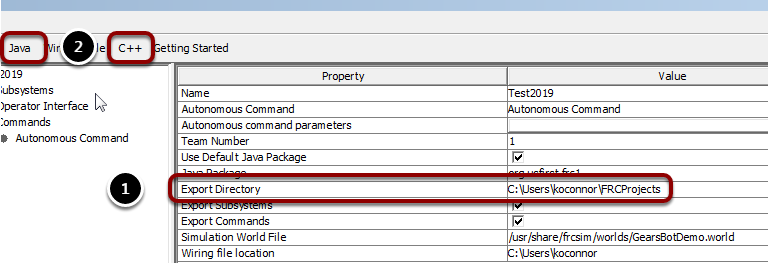 Java 2 C++ Getting Started
2019
Subsystems
Operator Interface
Commands
Autonomous Command
Property Value
Name Test2019
Autonomous Command Autonomous Command
Autonomous command parameters
Team Number 1
Use Default Java Package
Java Package org.usfirst.frc1
1 Export Directory C:\Users\koconnor\FRCProjects
Export Subsystems
Export Commands
Simulation World File /usr/share/frcsim/worlds/GearsBotDemo.world
Wiring file location C:\Users\koconnor